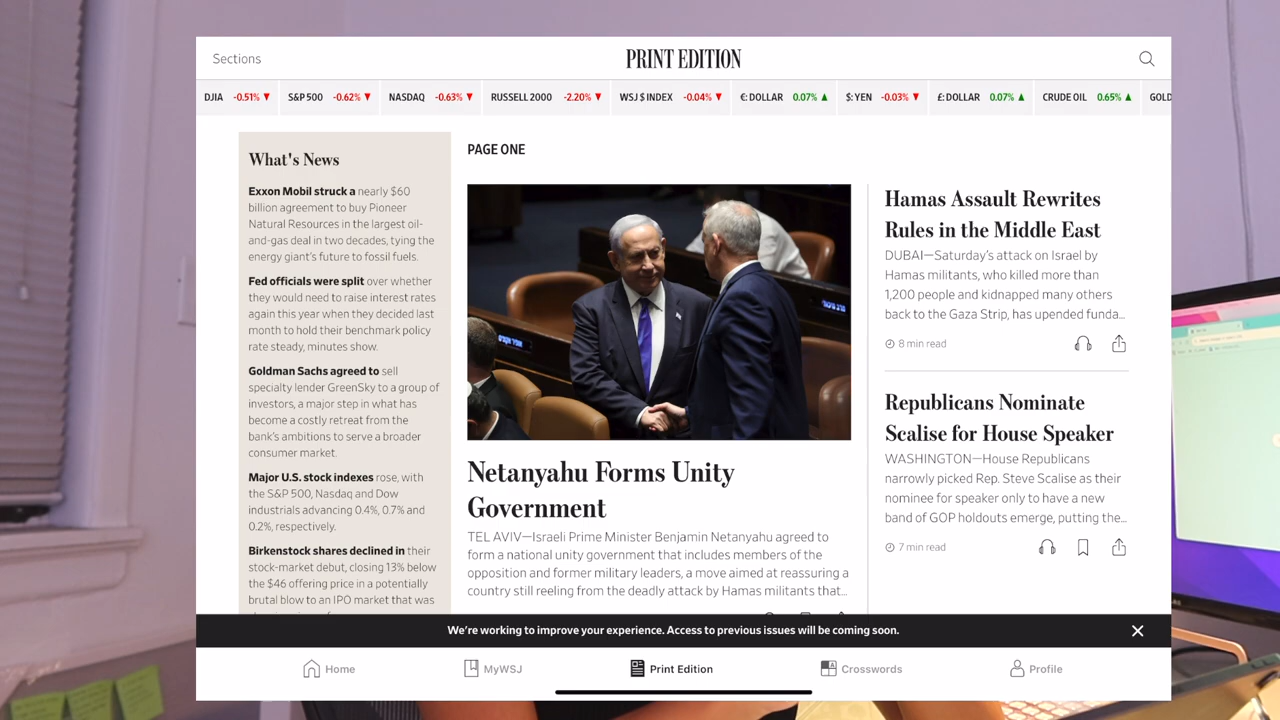 Sections
PRINT EDITION
DJIA -0.51% ▼ S&P 500 -0.62% ▼ NASDAQ -0.63% ▼ RUSSELL 2000 -2.20% ▼ WSJ $ INDEX -0.04% ▼ €: DOLLAR 0.07% ▲ $: YEN -0.03% ▼ £: DOLLAR 0.07% ▲ CRUDE OIL 0.65% ▲ GOLD
What's News
Exxon Mobil struck a nearly $60
billion agreement to buy Pioneer
Natural Resources in the largest oil-
and-gas deal in two decades, tying the
energy giant's future to fossil fuels.
Fed officials were split over whether
they would need to raise interest rates
again this year when they decided last
month to hold their benchmark policy
rate steady, minutes show.
Goldman Sachs agreed to sell
specialty lender GreenSky to a group of
investors, a major step in what has
become a costly retreat from the
bank's ambitions to serve a broader
consumer market.
Major U.S. stock indexes rose, with
the S&P 500, Nasdaq and Dow
industrials advancing 0.4%, 0.7% and
0.2%, respectively.
Birkenstock shares declined in their
stock-market debut, closing 13% below
the $46 offering price in a potentially
brutal blow to an IPO market that was
PAGE ONE
Netanyahu Forms Unity
Government
TEL AVIV—Israeli Prime Minister Benjamin Netanyahu agreed to
form a national unity government that includes members of the
opposition and former military leaders, a move aimed at reassuring a
country still reeling from the deadly attack by Hamas militants that...
Hamas Assault Rewrites
Rules in the Middle East
DUBAI—Saturday's attack on Israel by
Hamas militants, who killed more than
1,200 people and kidnapped many others
back to the Gaza Strip, has upended funda...
8 min read
Republicans Nominate
Scalise for House Speaker
WASHINGTON—House Republicans
narrowly picked Rep. Steve Scalise as their
nominee for speaker only to have a new
band of GOP holdouts emerge, putting the...
7 min read
We're working to improve your experience. Access to previous issues will be coming soon.
Home
MyWSJ
Print Edition
Crosswords
Profile